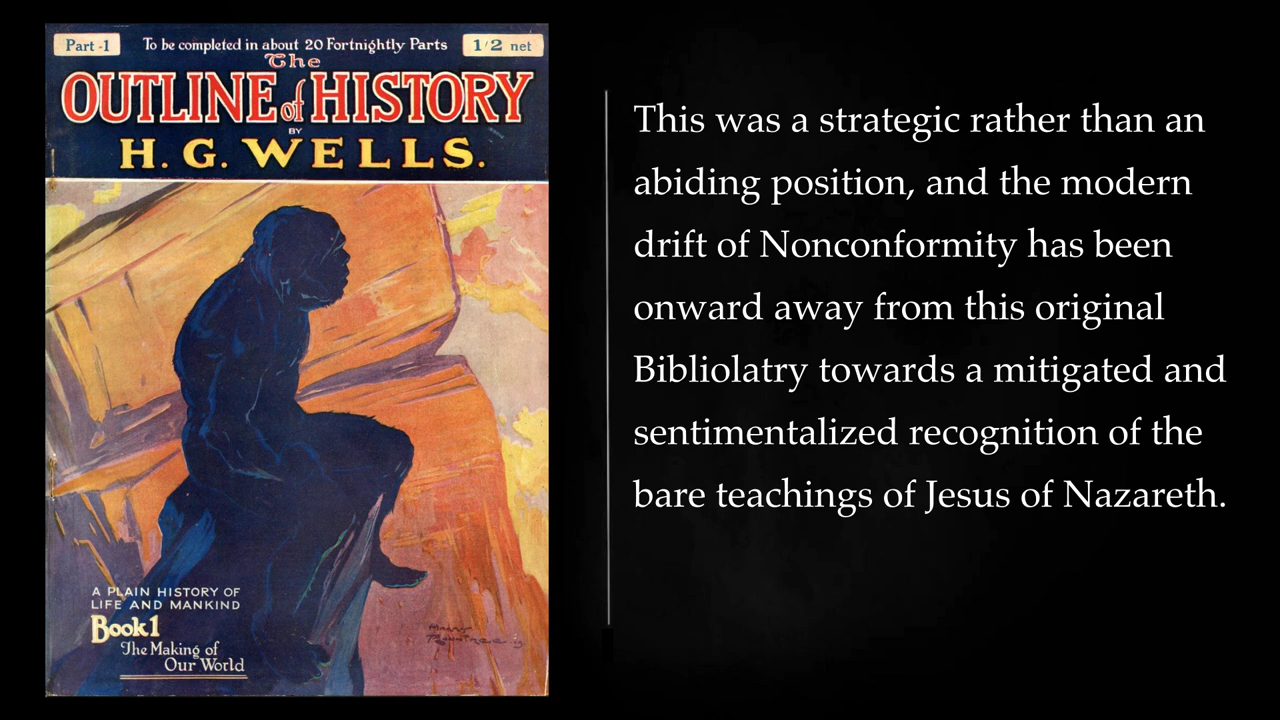 Part -1
To be completed in about 20 Fortnightly Parts
1/2 net
The
OUTLINE of HISTORY
BY
H. G. WELLS.
A PLAIN HISTORY OF
LIFE AND MANKIND
Book 1
The Making of
Our World
This was a strategic rather than an
abiding position, and the modern
drift of Nonconformity has been
onward away from this original
Bibliolatry towards a mitigated and
sentimentalized recognition of the
bare teachings of Jesus of Nazareth.